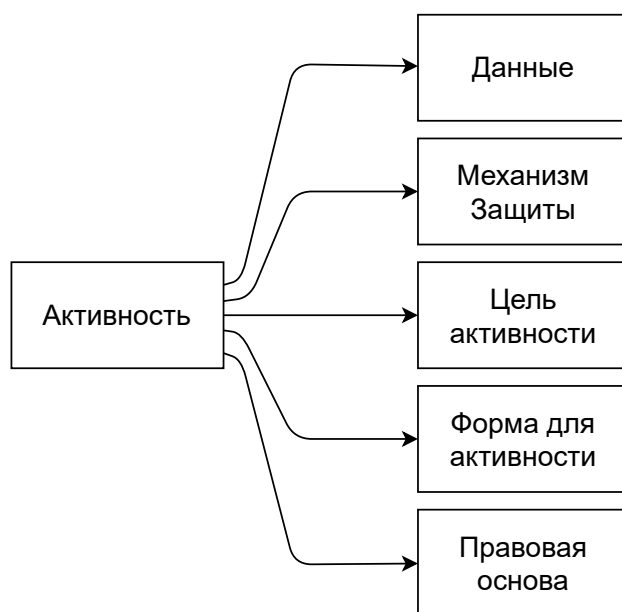 Данные
Механизм
Защиты
Активность
Цель
активности
Форма для
активности
Правовая
основа